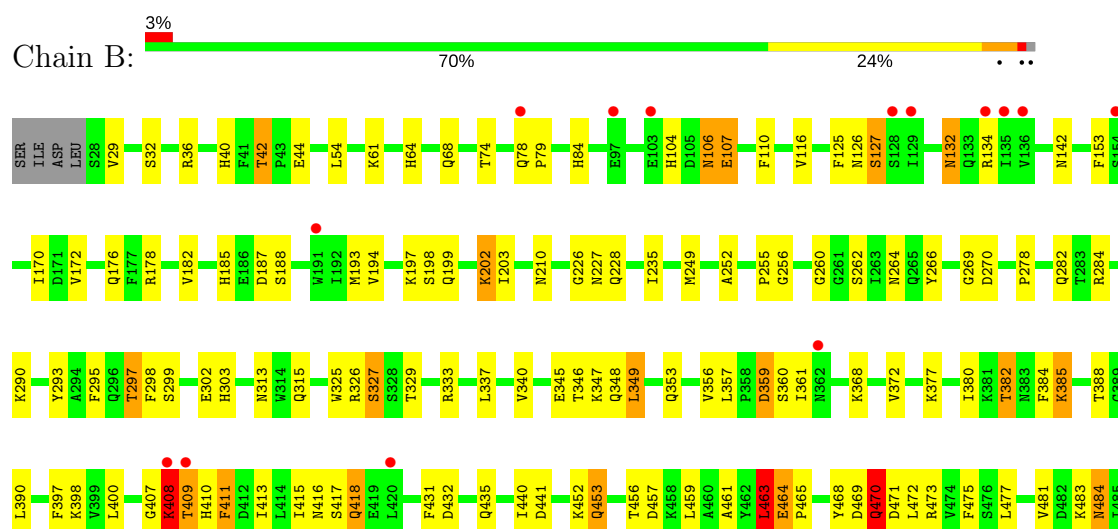 3%
Chain B:
70% 24% • ••
SER ILE ASP LEU S28 V29 S32 R36 H40 F41 T42 P43 E44 L54 K61 H64 Q68 T74 Q78 P79 H84 E97 E103 H104 D105 N106 E107 F110 V116 F125 N126 S127 S128 I129 N132 Q133 R134 I135 V136 N142 F153 S154
I170 D171 V172 Q176 F177 R178 V182 H185 E186 D187 S188 W191 I192 M193 V194 K197 S198 Q199 K202 I203 N210 G226 N227 Q228 I235 M249 A252 P255 G256 G260 G261 S262 I263 N264 Q265 Y266 G269 D270 P278 Q282 T283 R284
K290 Y293 A294 F295 Q296 T297 F298 S299 E302 H303 N313 W314 Q315 W325 R326 S327 S328 T329 R333 L337 V340 E345 T346 K347 Q348 L349 Q353 V356 L357 P358 D359 S360 I361 N362 K368 V372 K377 I380 K381 T382 N383 F384 K385 T388
L390 F397 K398 V399 L400 G407 K408 T409 H410 F411 D412 I413 L414 I415 N416 S417 Q418 E419 L420 F431 D432 Q435 I440 D441 K452 Q453 T456 D457 K458 L459 A460 A461 Y462 L463 E464 P465 Y468 D469 Q470 D471 L472 R473 V474 F475 S476 L477 V481 D482 K483 N484